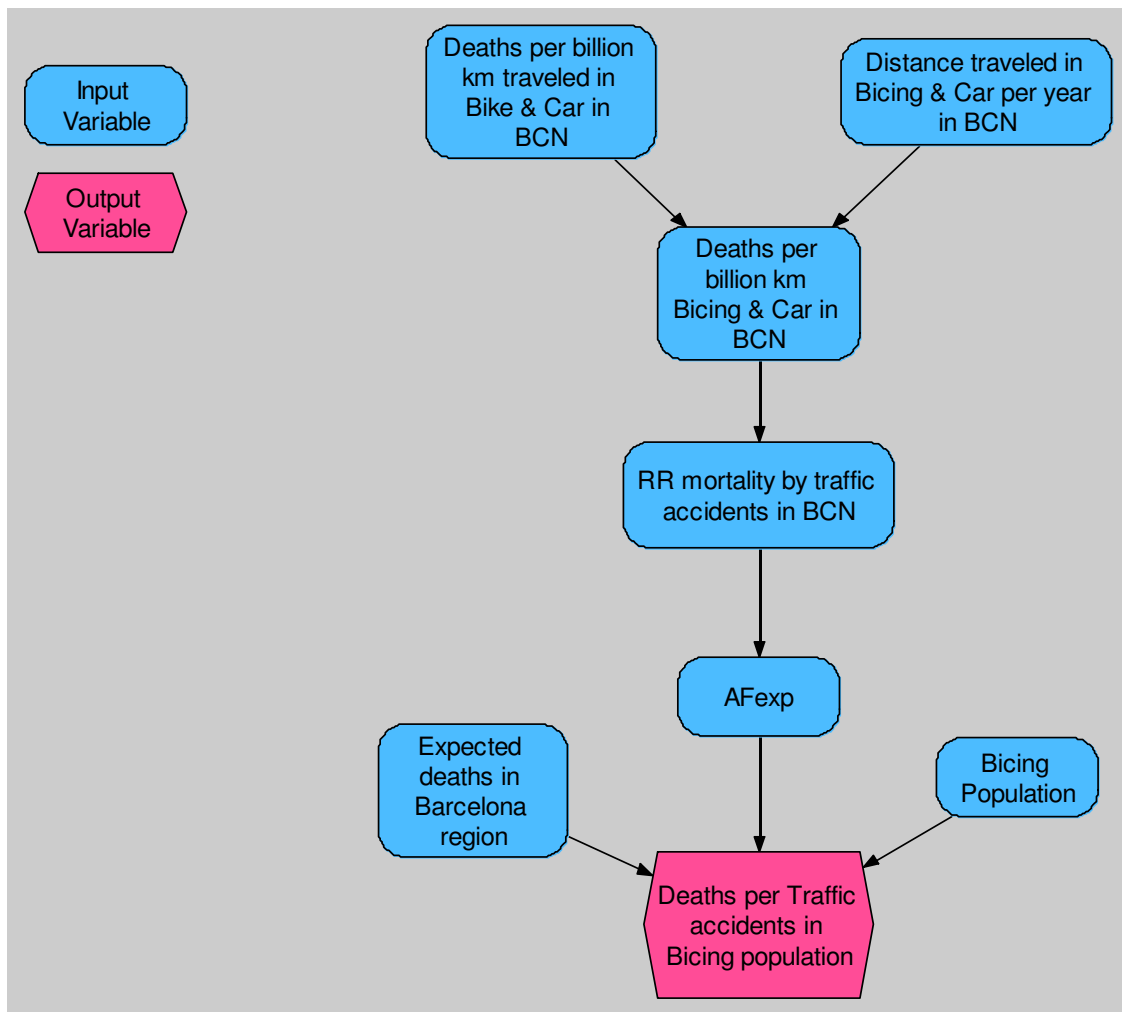 Input
Variable
Output
Variable
Deaths per billion
km traveled in
Bike & Car in
BCN
Distance traveled in
Bicing & Car per year
in BCN
Deaths per
billion km
Bicing & Car in
BCN
RR mortality by traffic
accidents in BCN
AFexp
Expected
deaths in
Barcelona
region
Bicing
Population
Deaths per Traffic
accidents in
Bicing population